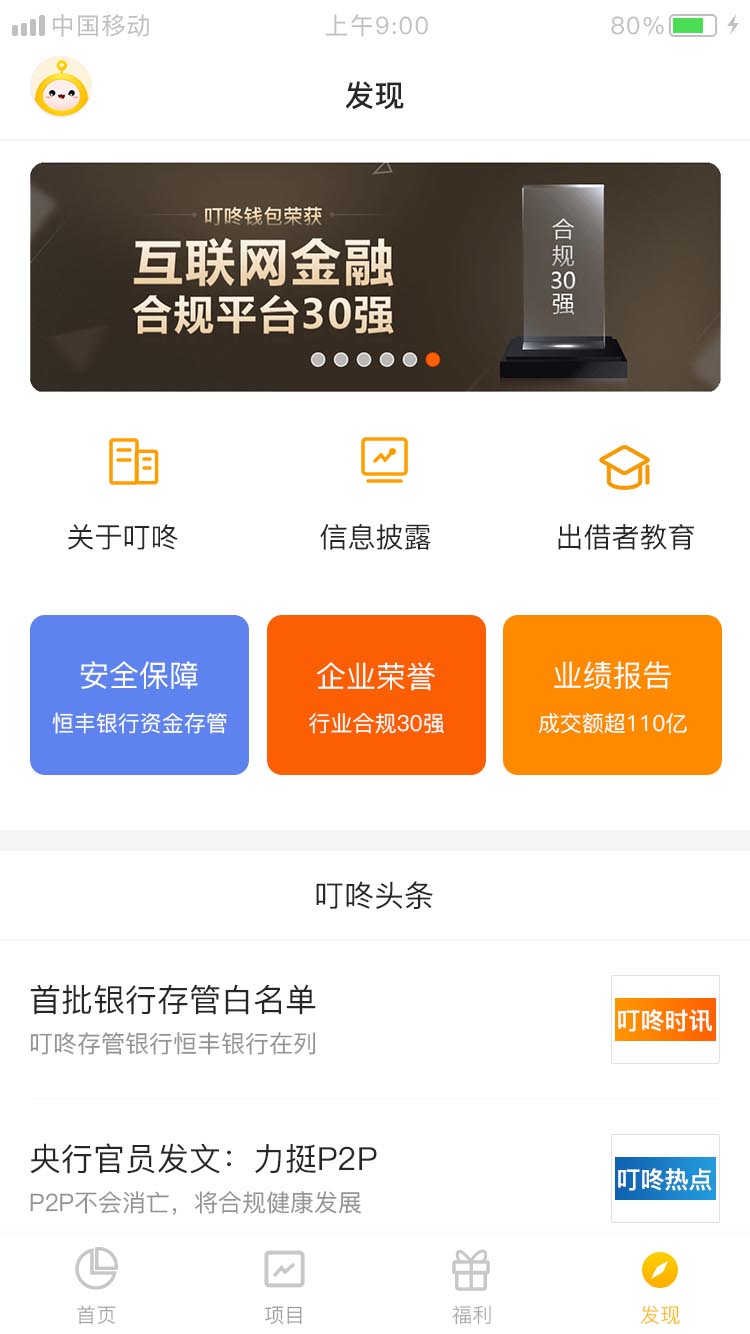 中国移动 上午9:00 80%
发现
叮咚钱包荣获
互联网金融
合规平台30强
合规30强
关于叮咚 信息披露 出借者教育
安全保障 企业荣誉 业绩报告
恒丰银行资金存管 行业合规30强 成交额超110亿
叮咚头条
首批银行存管白名单
叮咚存管银行恒丰银行在列
叮咚时讯
央行官员发文：力挺P2P
P2P不会消亡，将合规健康发展
叮咚热点
首页 项目 福利 发现